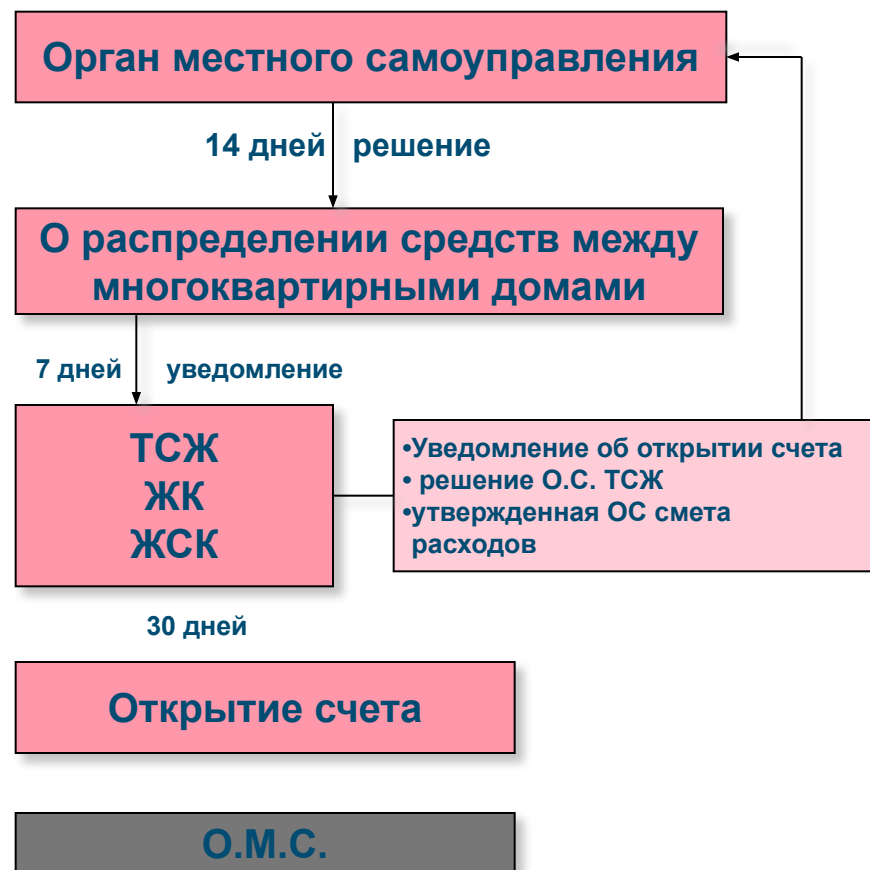 Орган местного самоуправления
14 дней решение
О распределении средств между
многоквартирными домами
7 дней уведомление
ТСЖ
ЖК
ЖСК
•Уведомление об открытии счета
• решение О.С. ТСЖ
•утвержденная ОС смета
расходов
30 дней
Открытие счета
О.М.С.